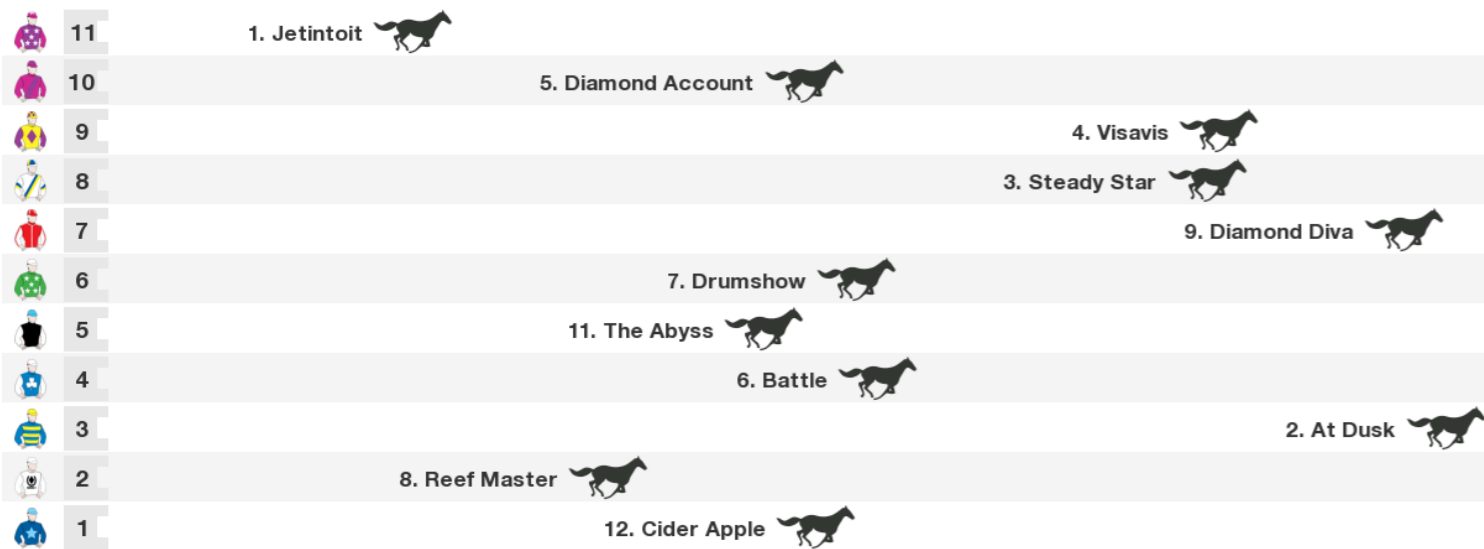 11 1. Jetintoit
10 5. Diamond Account
9 4. Visavis
8 3. Steady Star
7 9. Diamond Diva
6 7. Drumshow
5 11. The Abyss
4 6. Battle
3 2. At Dusk
2 8. Reef Master
1 12. Cider Apple